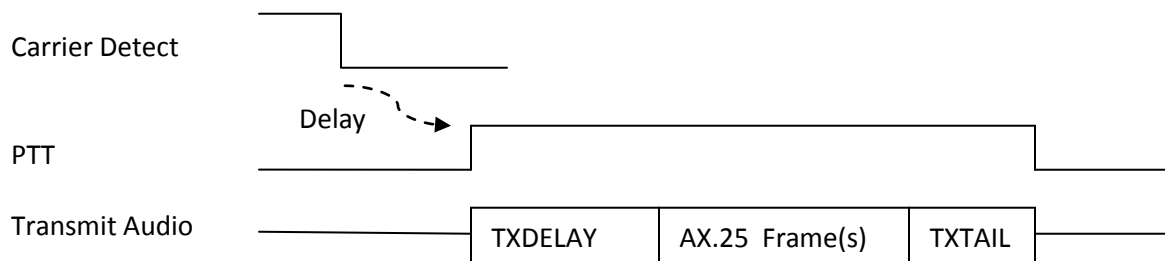 Carrier Detect
Delay
PTT
Transmit Audio
TXDELAY
AX.25 Frame(s)
TXTAIL